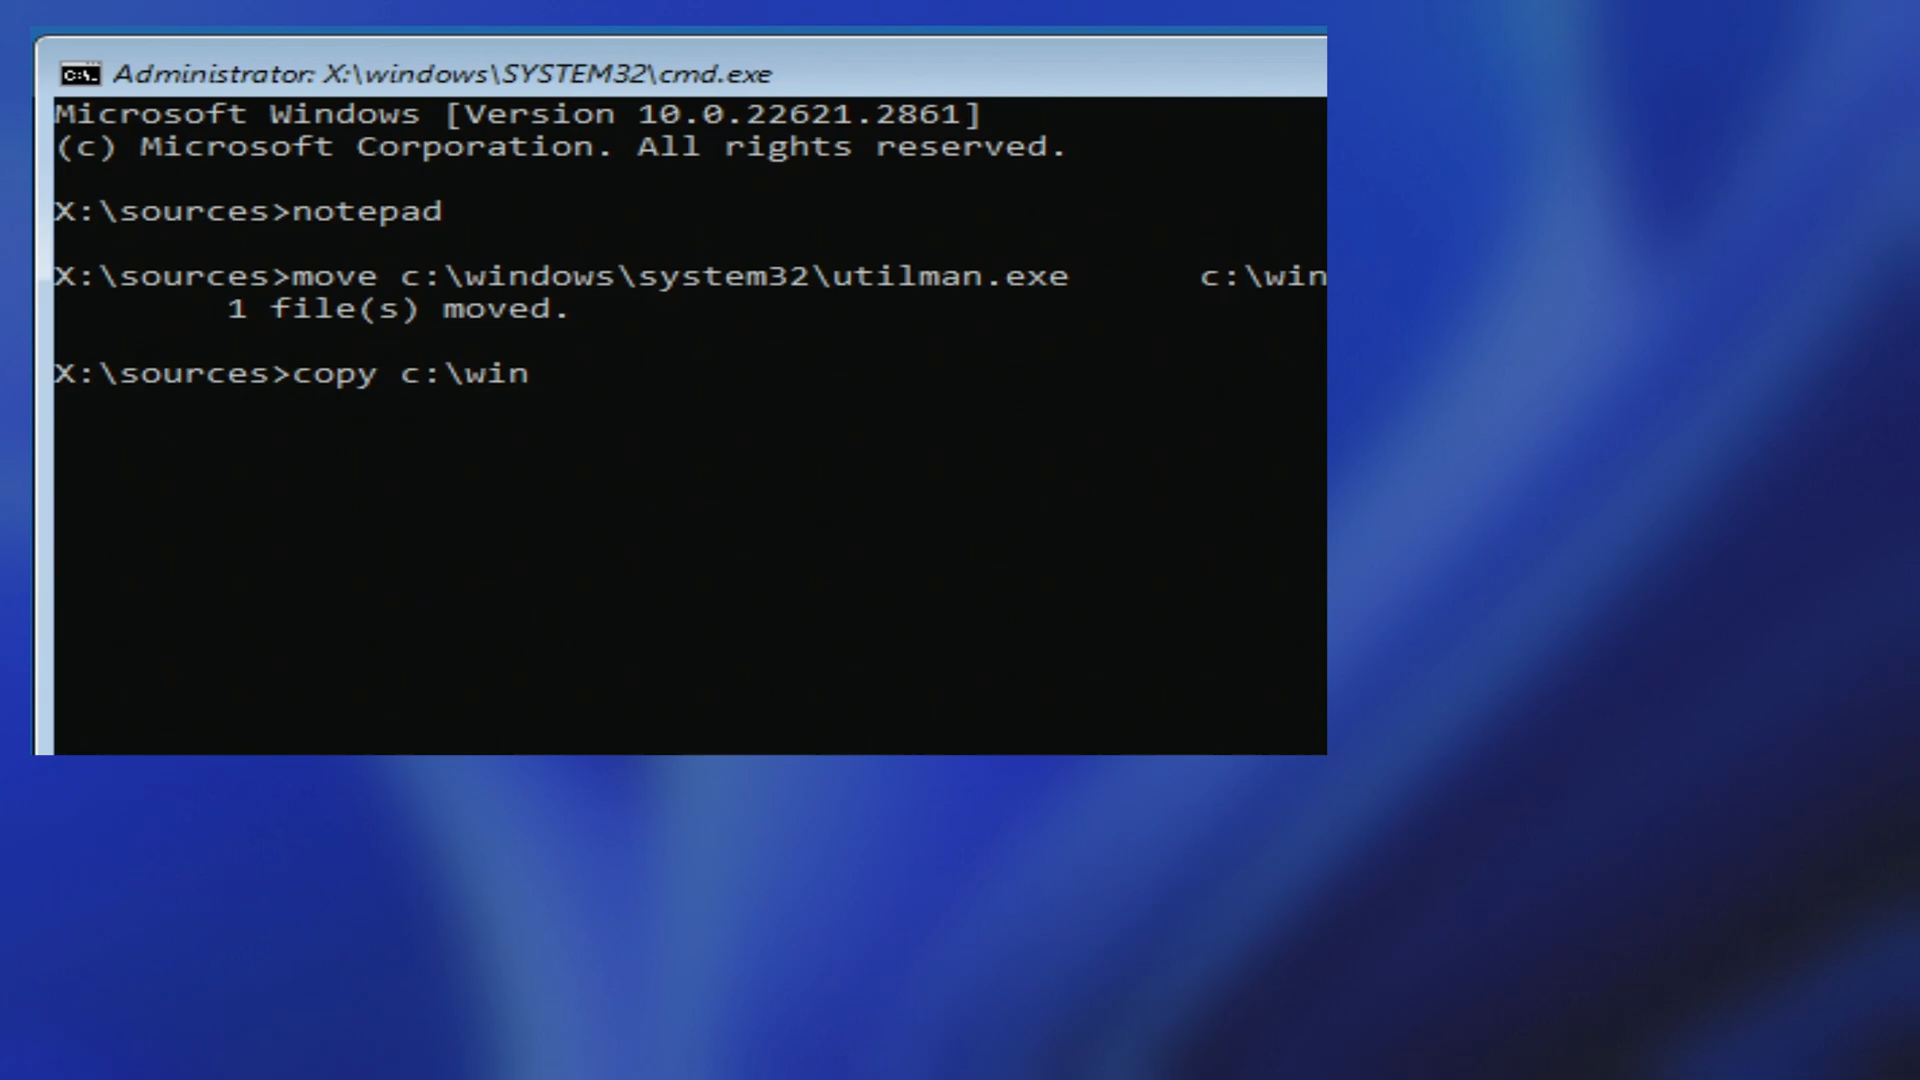 Administrator: X:\windows\SYSTEM32\cmd.exe
Microsoft Windows [Version 10.0.22621.2861]
(c) Microsoft Corporation. All rights reserved.
X:\sources>notepad
X:\sources>move c:\windows\system32\utilman.exe      c:\win
1 file(s) moved.
X:\sources>copy c:\win